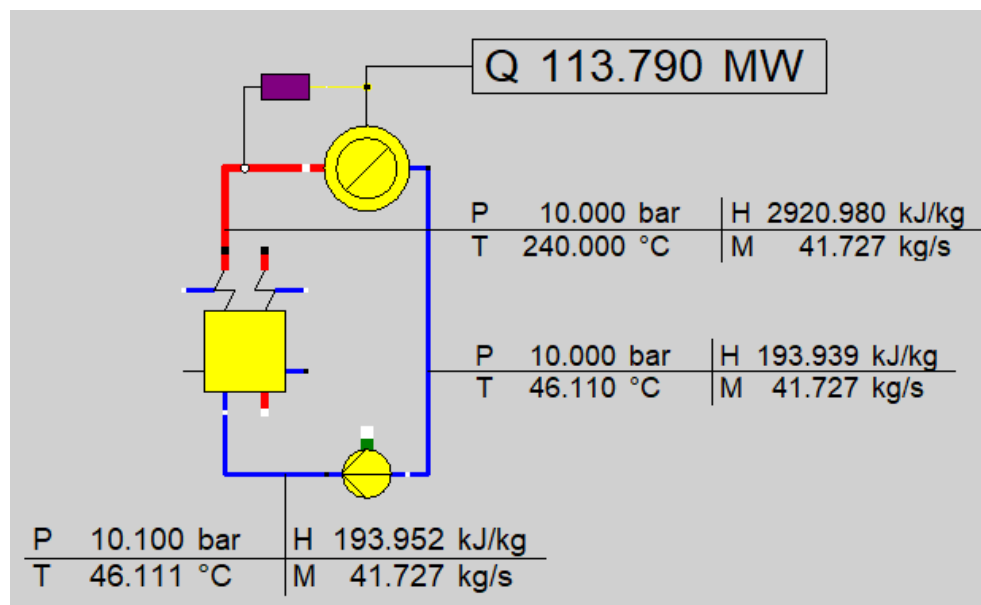 Q 113.790 MW
P 10.000 bar H 2920.980 kJ/kg
T 240.000 °C M 41.727 kg/s
P 10.000 bar H 193.939 kJ/kg
T 46.110 °C M 41.727 kg/s
P 10.100 bar H 193.952 kJ/kg
T 46.111 °C M 41.727 kg/s